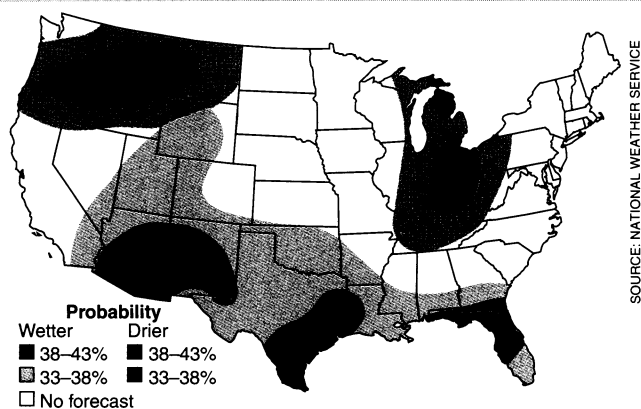 SOURCE: NATIONAL WEATHER SERVICE
Probability
Wetter Drier
38–43% 38–43%
33–38% 33–38%
No forecast